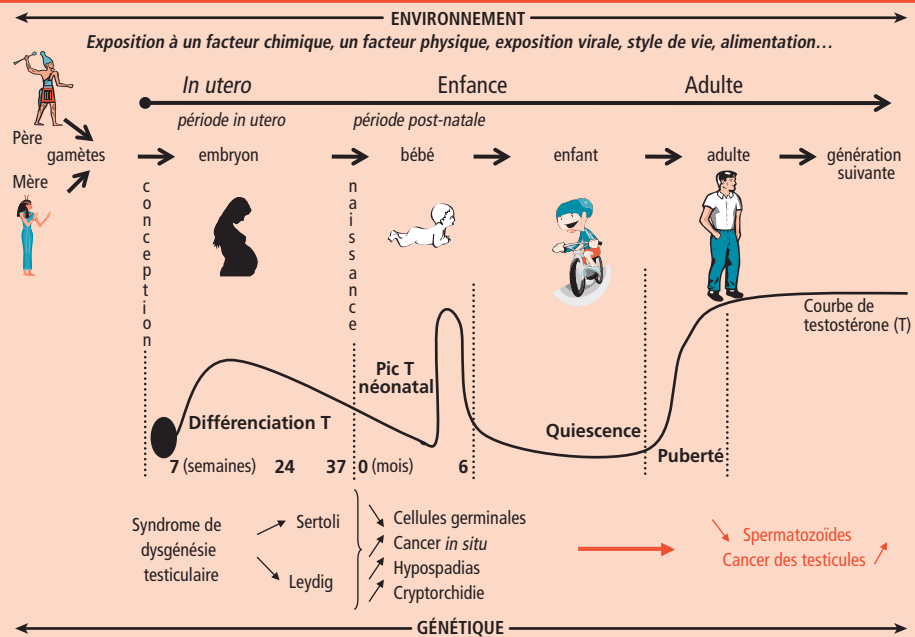 ENVIRONNEMENT
Exposition à un facteur chimique, un facteur physique, exposition virale, style de vie, alimentation…
In utero
Enfance
Adulte
période in utero
période post-natale
Père
gamètes
Mère
embryon
bébé
enfant
adulte
génération
suivante
conception
naissance
Courbe de
testostérone (T)
Pic T
néonatal
Différenciation T
Quiescence
Puberté
7 (semaines) 24 37 0 (mois) 6
Syndrome de
dysgénésie
testiculaire
Sertoli
Leydig
Cellules germinales
Cancer in situ
Hypospadias
Cryptorchidie
Spermatozoïdes
Cancer des testicules
GÉNÉTIQUE